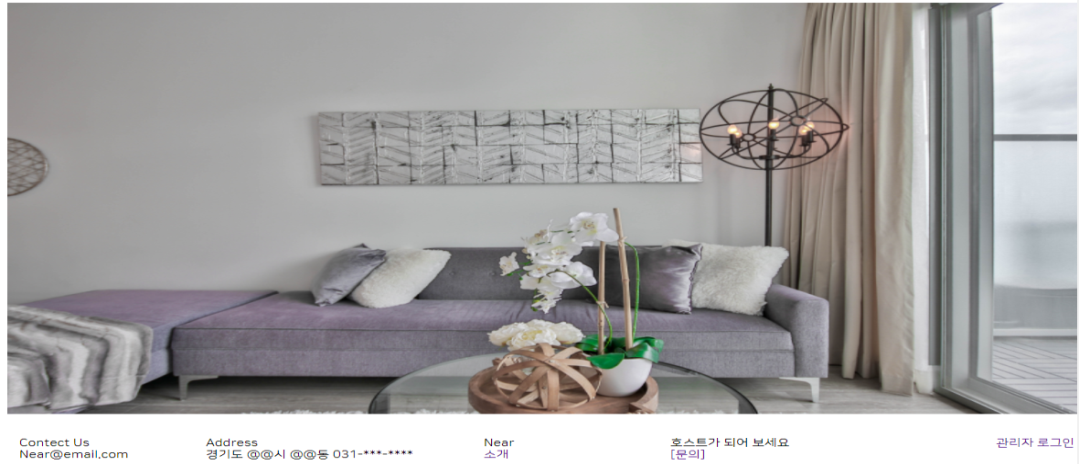 Contact Us
Near@email.com
Address
경기도 @@시 @@동 031-***-****
Near
소개
호스트가 되어 보세요
[문의]
관리자 로그인